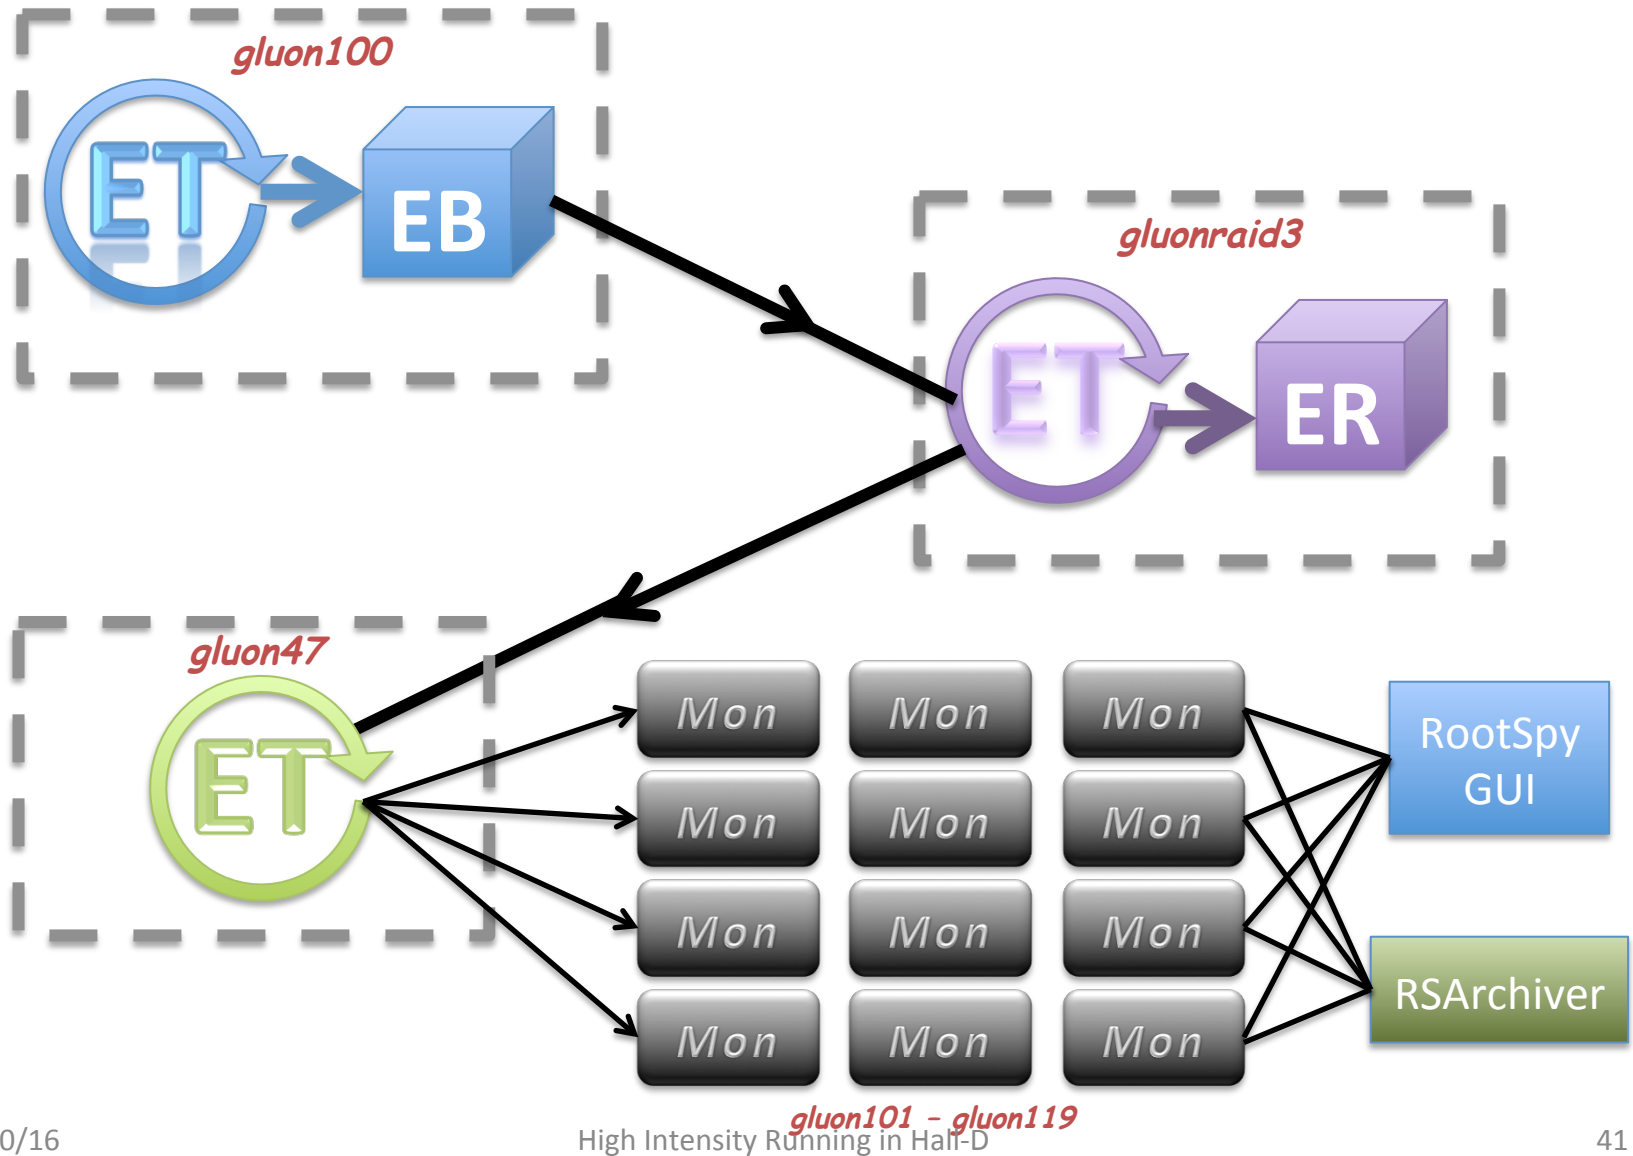 gluon100
ET
EB
gluonraid3
ET
ER
gluon47
ET
Mon Mon Mon
Mon Mon Mon
Mon Mon Mon
Mon Mon Mon
RootSpy
GUI
RSArchiver
gluon101 - gluon119
0/16
High Intensity Running in Hall-D
41